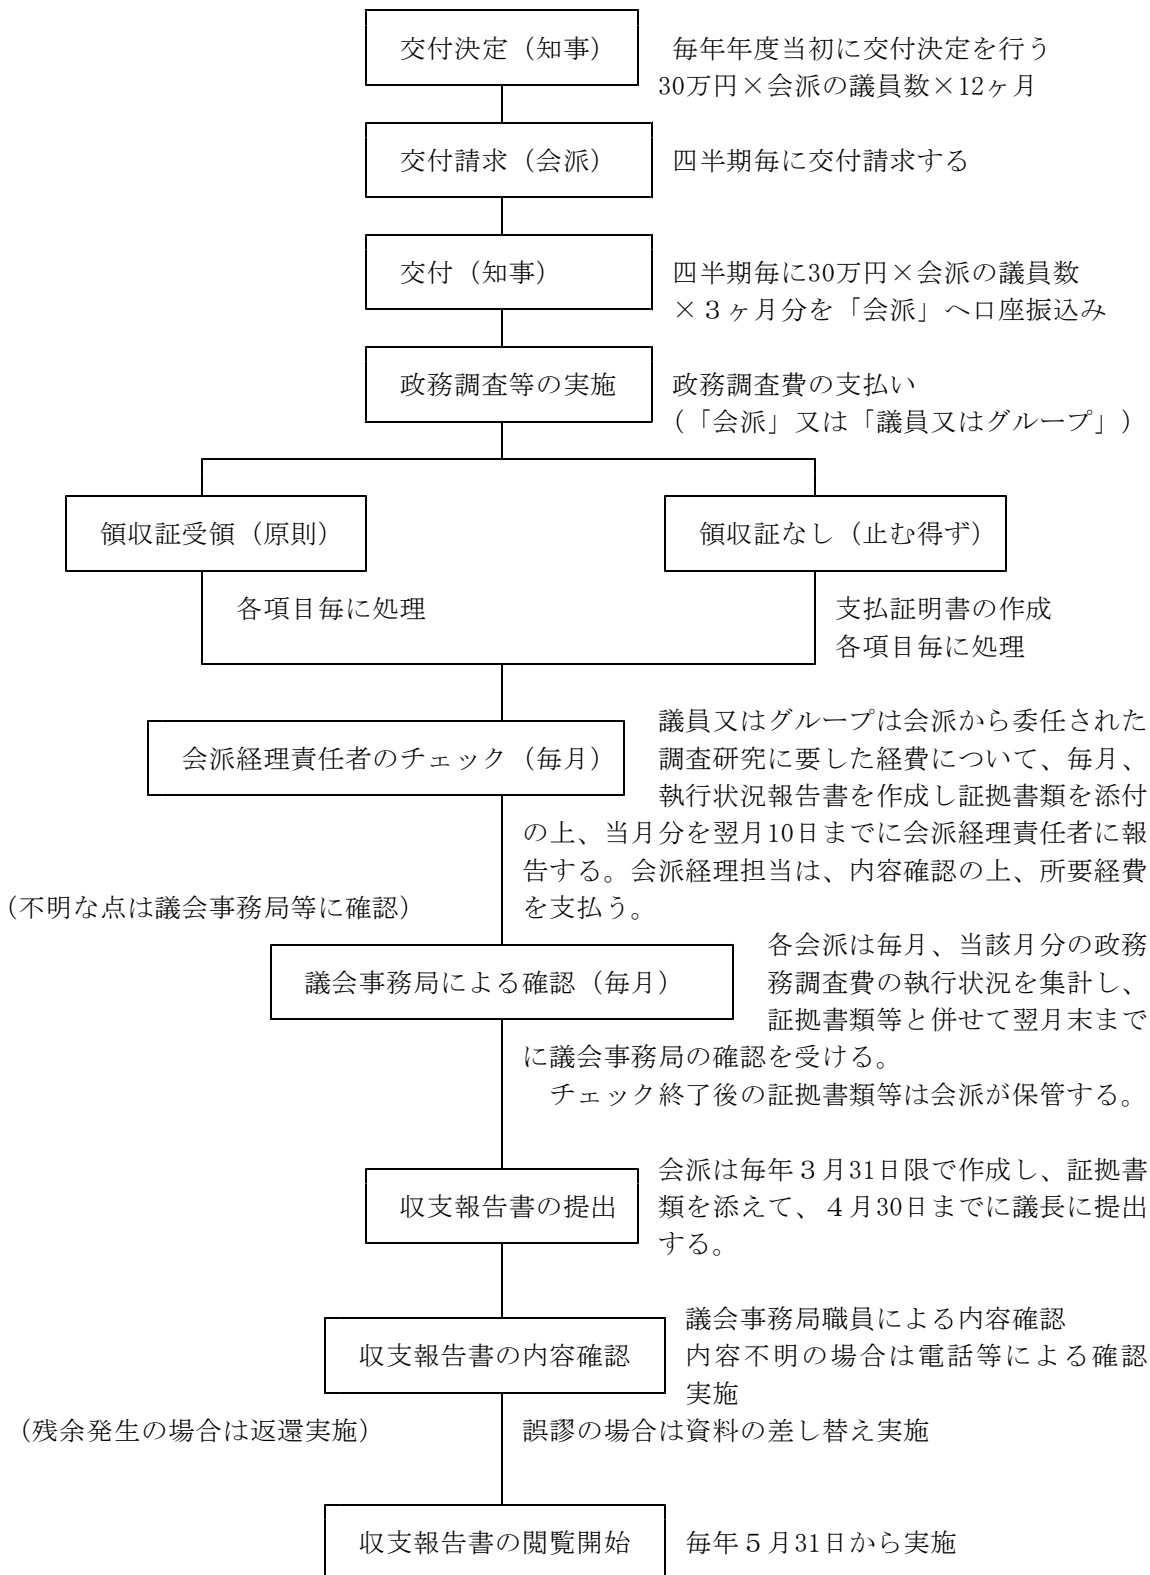 交付決定（知事）
毎年年度当初に交付決定を行う
30万円×会派の議員数×12ヶ月
交付請求（会派）
四半期毎に交付請求する
交付（知事）
四半期毎に30万円×会派の議員数
×３ヶ月分を「会派」へ口座振込み
政務調査等の実施
政務調査費の支払い
（「会派」又は「議員又はグループ」）
領収証受領（原則）
領収証なし（止む得ず）
各項目毎に処理
支払証明書の作成
各項目毎に処理
会派経理責任者のチェック（毎月）
議員又はグループは会派から委任された
調査研究に要した経費について、毎月、
執行状況報告書を作成し証拠書類を添付
の上、当月分を翌月10日までに会派経理責任者に報
告する。会派経理担当は、内容確認の上、所要経費
を支払う。
（不明な点は議会事務局等に確認）
議会事務局による確認（毎月）
各会派は毎月、当該月分の政務
務調査費の執行状況を集計し、
証拠書類等と併せて翌月末まで
に議会事務局の確認を受ける。
チェック終了後の証拠書類等は会派が保管する。
収支報告書の提出
会派は毎年３月31日限で作成し、証拠書
類を添えて、４月30日までに議長に提出
する。
収支報告書の内容確認
議会事務局職員による内容確認
内容不明の場合は電話等による確認
実施
（残余発生の場合は返還実施）
誤謬の場合は資料の差し替え実施
収支報告書の閲覧開始
毎年５月31日から実施